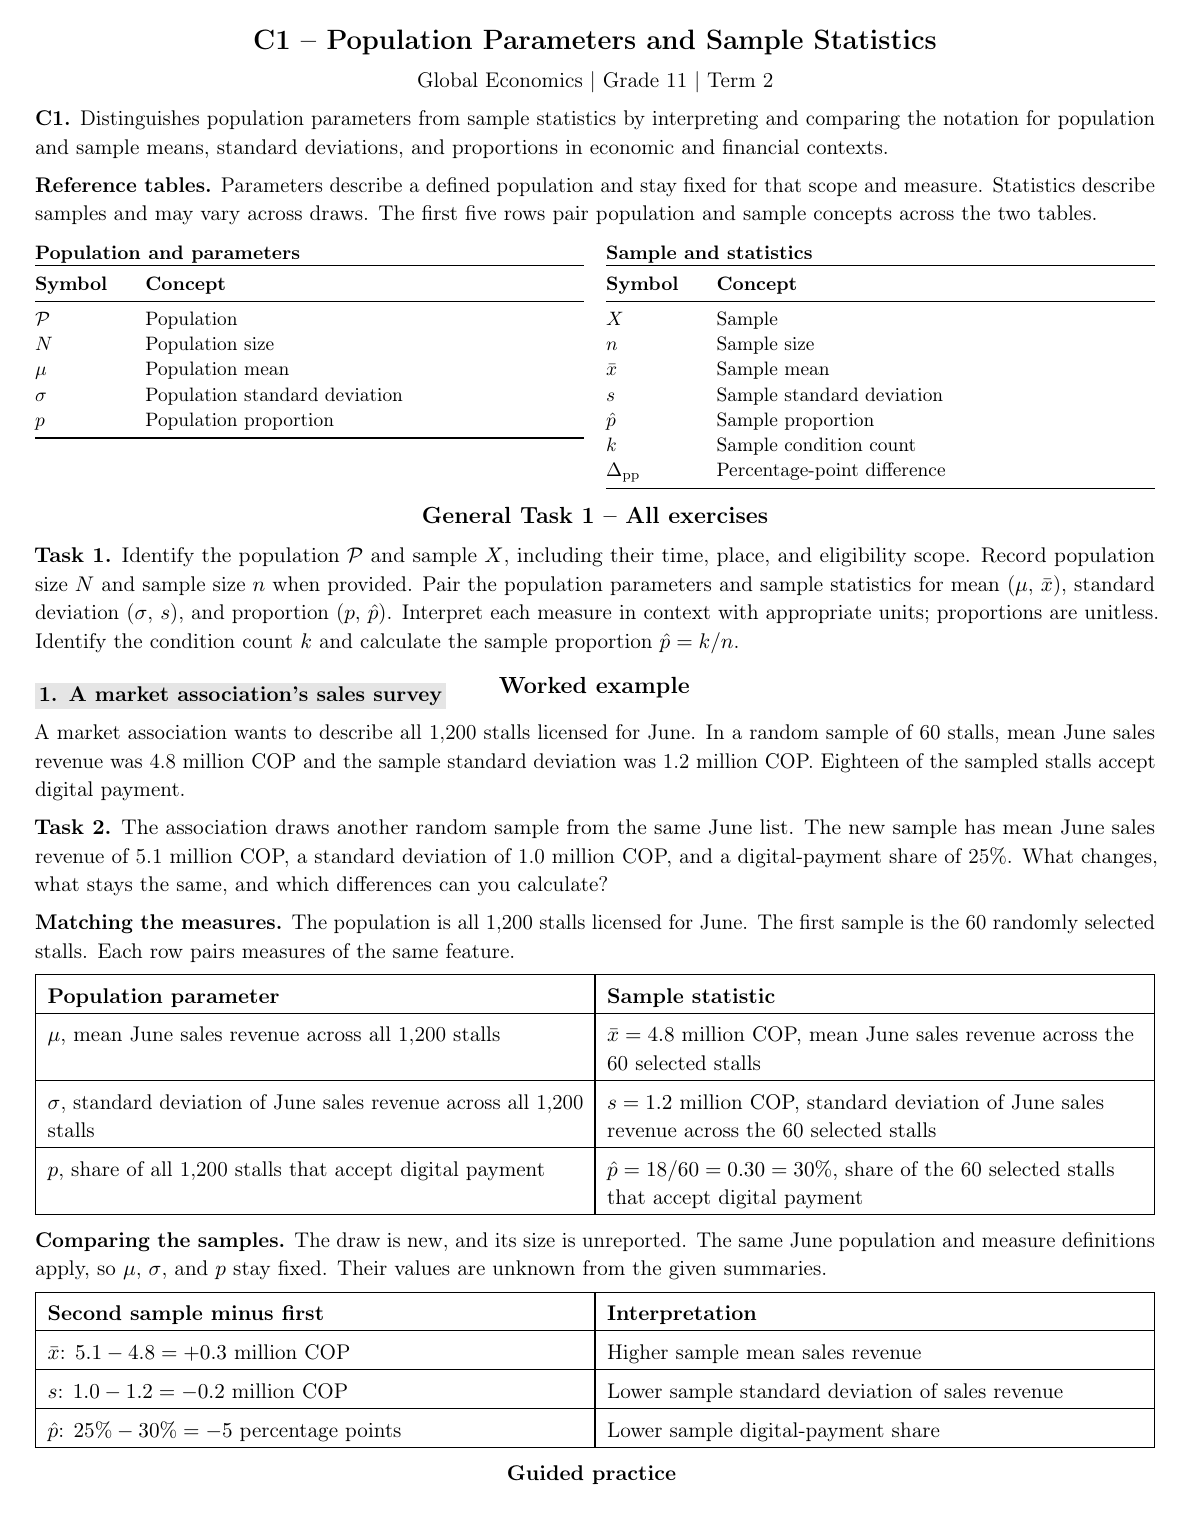 C1 – Population Parameters and Sample Statistics
Global Economics | Grade 11 | Term 2
C1. Distinguishes population parameters from sample statistics by interpreting and comparing the notation for population
and sample means, standard deviations, and proportions in economic and financial contexts.
Reference tables. Parameters describe a defined population and stay fixed for that scope and measure. Statistics describe
samples and may vary across draws. The first five rows pair population and sample concepts across the two tables.
Population and parameters
Symbol Concept
𝒫 Population
N Population size
μ Population mean
σ Population standard deviation
p Population proportion
Sample and statistics
Symbol Concept
X Sample
n Sample size
x̄ Sample mean
s Sample standard deviation
p̂ Sample proportion
k Sample condition count
Δpp Percentage-point difference
General Task 1 – All exercises
Task 1. Identify the population 𝒫 and sample X, including their time, place, and eligibility scope. Record population
size N and sample size n when provided. Pair the population parameters and sample statistics for mean (μ, x̄), standard
deviation (σ, s), and proportion (p, p̂). Interpret each measure in context with appropriate units; proportions are unitless.
Identify the condition count k and calculate the sample proportion p̂ = k/n.
Worked example
1. A market association's sales survey
A market association wants to describe all 1,200 stalls licensed for June. In a random sample of 60 stalls, mean June sales
revenue was 4.8 million COP and the sample standard deviation was 1.2 million COP. Eighteen of the sampled stalls accept
digital payment.
Task 2. The association draws another random sample from the same June list. The new sample has mean June sales
revenue of 5.1 million COP, a standard deviation of 1.0 million COP, and a digital-payment share of 25%. What changes,
what stays the same, and which differences can you calculate?
Matching the measures. The population is all 1,200 stalls licensed for June. The first sample is the 60 randomly selected
stalls. Each row pairs measures of the same feature.
Population parameter
Sample statistic
μ, mean June sales revenue across all 1,200 stalls
x̄ = 4.8 million COP, mean June sales revenue across the
60 selected stalls
σ, standard deviation of June sales revenue across all 1,200
stalls
s = 1.2 million COP, standard deviation of June sales
revenue across the 60 selected stalls
p, share of all 1,200 stalls that accept digital payment
p̂ = 18/60 = 0.30 = 30%, share of the 60 selected stalls
that accept digital payment
Comparing the samples. The draw is new, and its size is unreported. The same June population and measure definitions
apply, so μ, σ, and p stay fixed. Their values are unknown from the given summaries.
Second sample minus first
Interpretation
x̄: 5.1 − 4.8 = +0.3 million COP
Higher sample mean sales revenue
s: 1.0 − 1.2 = −0.2 million COP
Lower sample standard deviation of sales revenue
p̂: 25% − 30% = −5 percentage points
Lower sample digital-payment share
Guided practice